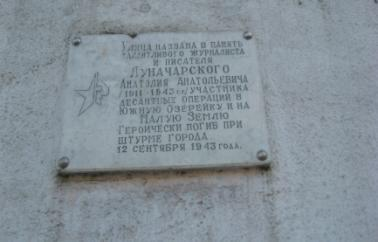 Улица названа в память
талантливого журналиста
и писателя
Луначарского
Анатолия Анатольевича
/1911-1943 гг/ участника
десантных операций в
Южную Озерейку и на
Малую Землю
Героически погиб при
штурме города
12 сентября 1943 года.